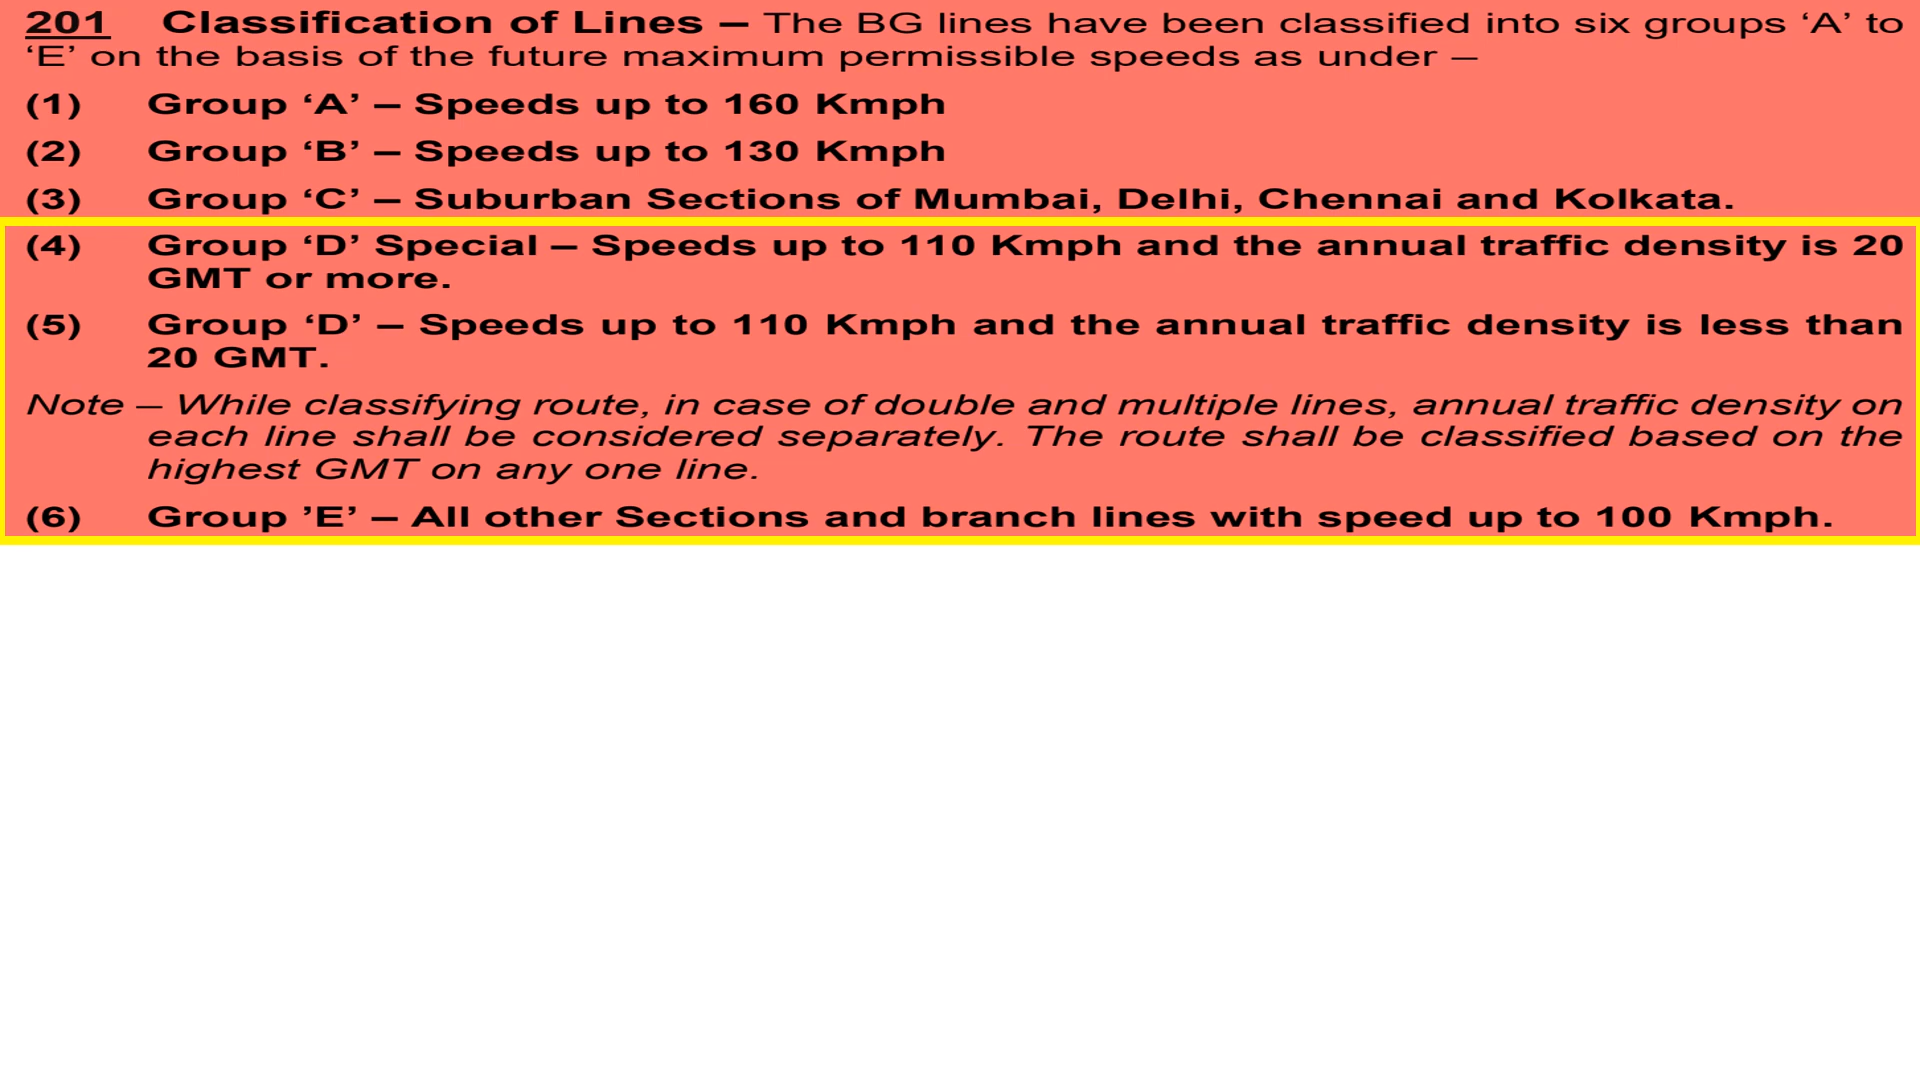 201 Classification of Lines – The BG lines have been classified into six groups ‘A’ to
‘E’ on the basis of the future maximum permissible speeds as under –
(1) Group ‘A’ – Speeds up to 160 Kmph
(2) Group ‘B’ – Speeds up to 130 Kmph
(3) Group ‘C’ – Suburban Sections of Mumbai, Delhi, Chennai and Kolkata.
(4) Group ‘D’ Special – Speeds up to 110 Kmph and the annual traffic density is 20
GMT or more.
(5) Group ‘D’ – Speeds up to 110 Kmph and the annual traffic density is less than
20 GMT.
Note – While classifying route, in case of double and multiple lines, annual traffic density on
each line shall be considered separately. The route shall be classified based on the
highest GMT on any one line.
(6) Group ’E’ – All other Sections and branch lines with speed up to 100 Kmph.